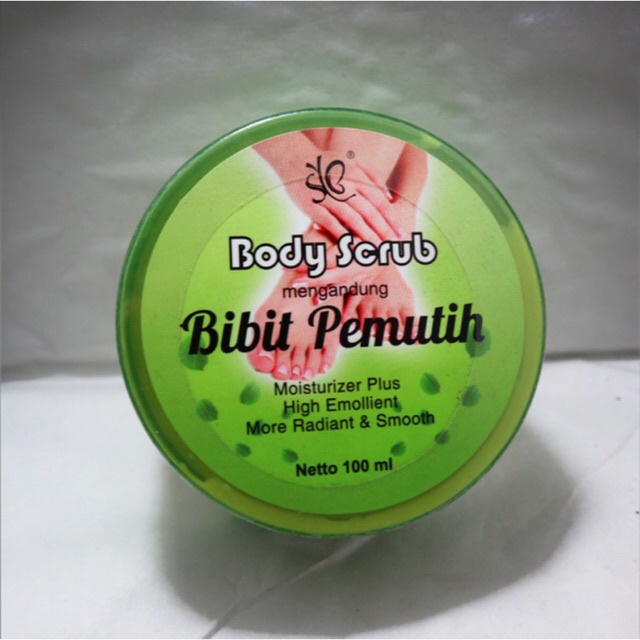 Body Scrub
mengandung
Bibit Pemutih
Moisturizer Plus
High Emollient
More Radiant & Smooth
Netto 100 ml